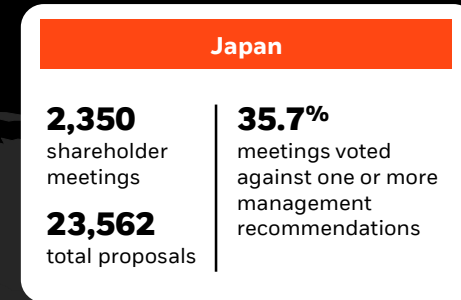 Japan
2,350
shareholder
meetings
23,562
total proposals
35.7%
meetings voted
against one or more
management
recommendations